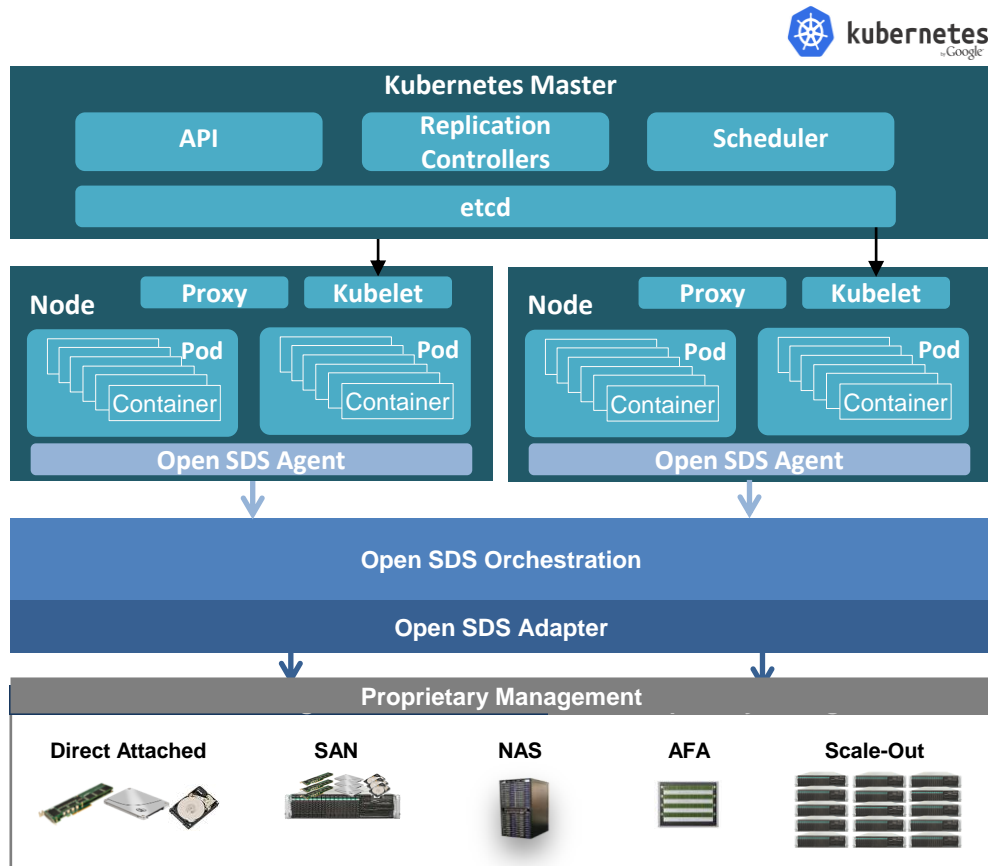 kubernetes
by Google
Kubernetes Master
API
Replication
Controllers
Scheduler
etcd
Node
Proxy
Kubelet
Pod
Container
Pod
Container
Open SDS Agent
Node
Proxy
Kubelet
Pod
Container
Pod
Container
Open SDS Agent
Open SDS Orchestration
Open SDS Adapter
Proprietary Management
Direct Attached
SAN
NAS
AFA
Scale-Out